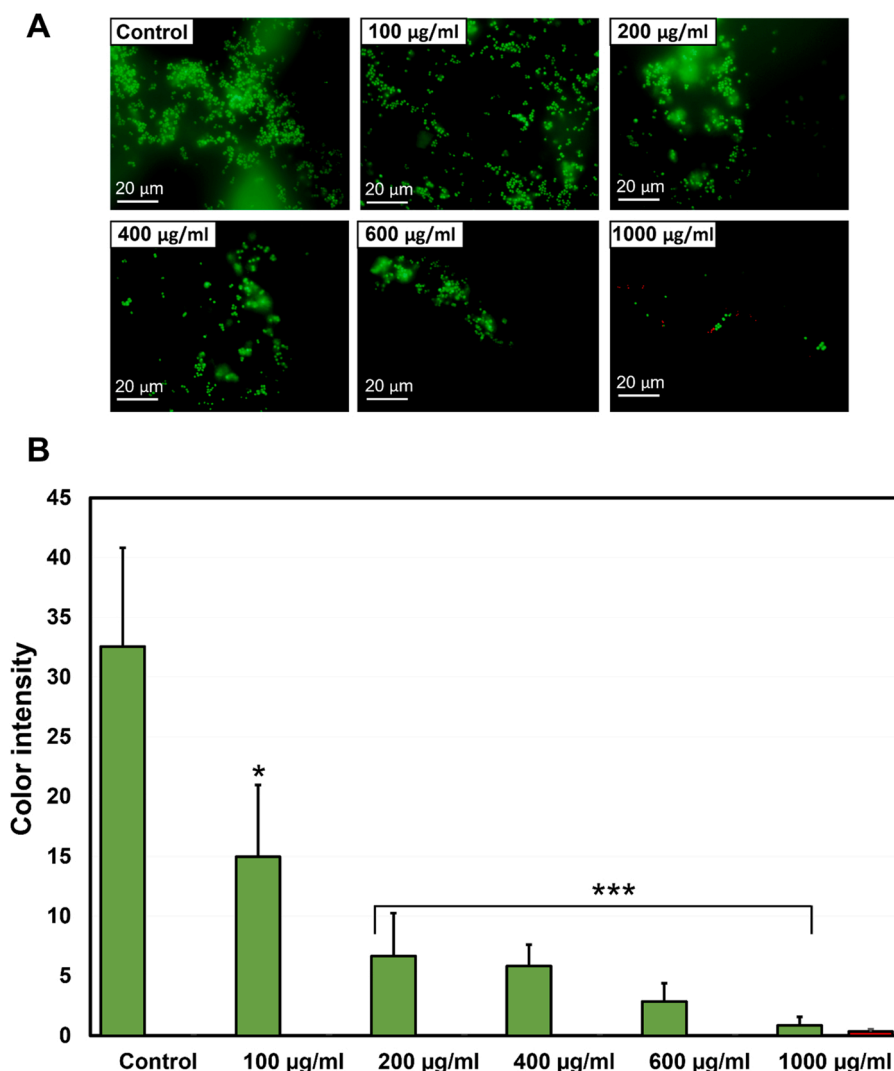 A
Control
100 µg/ml
200 µg/ml
20 µm
20 µm
20 µm
400 µg/ml
600 µg/ml
1000 µg/ml
20 µm
20 µm
20 µm
B
45
40
35
30
25
20
15
10
5
0
Color intensity
*
***
Control
100 µg/ml
200 µg/ml
400 µg/ml
600 µg/ml
1000 µg/ml